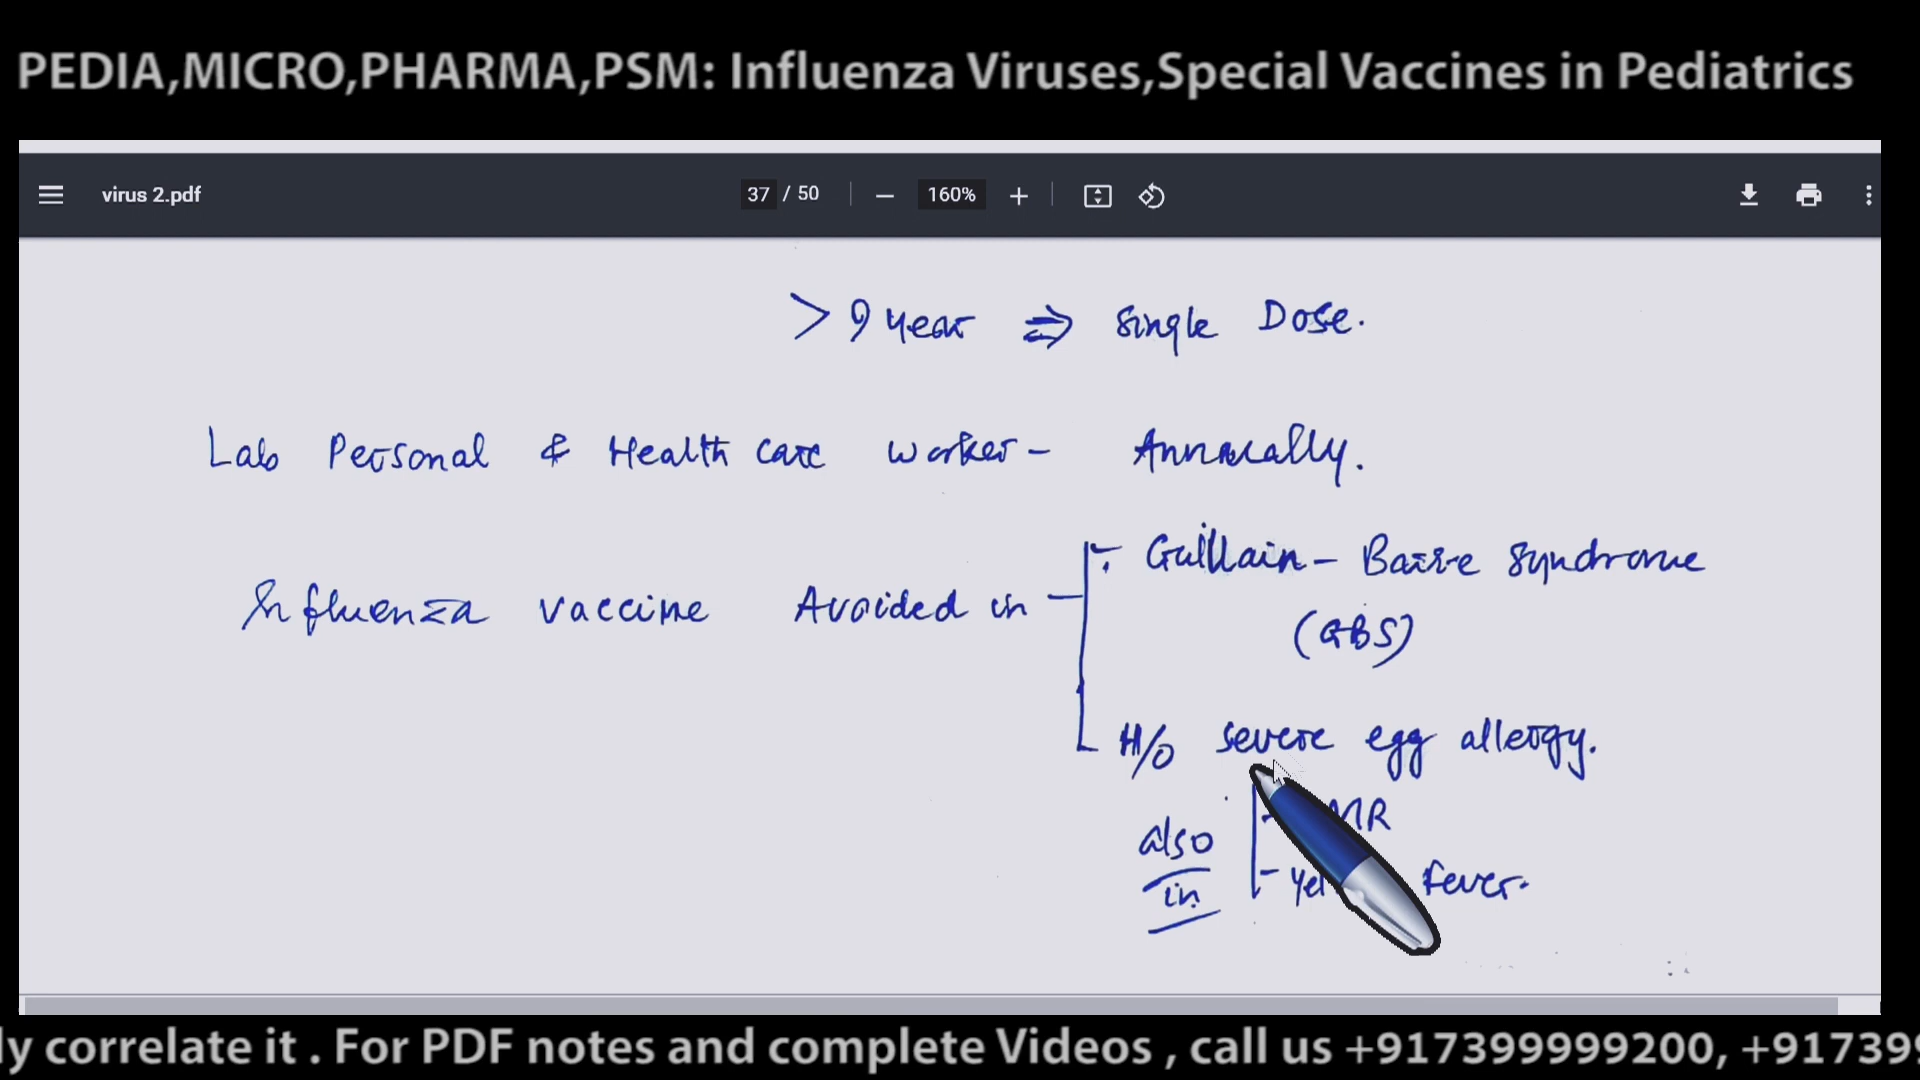 PEDIA,MICRO,PHARMA,PSM: Influenza Viruses,Special Vaccines in Pediatrics
virus 2.pdf 37 / 50 160%
> 9 year ⇒ Single Dose.
Lab Personal & Health care worker - Annually.
Guillain - Barre Syndrome
Influenza vaccine Avoided in
(GBS)
H/O severe egg allergy.
MR
also
in
fever.
ly correlate it . For PDF notes and complete Videos , call us +917399999200, +91739